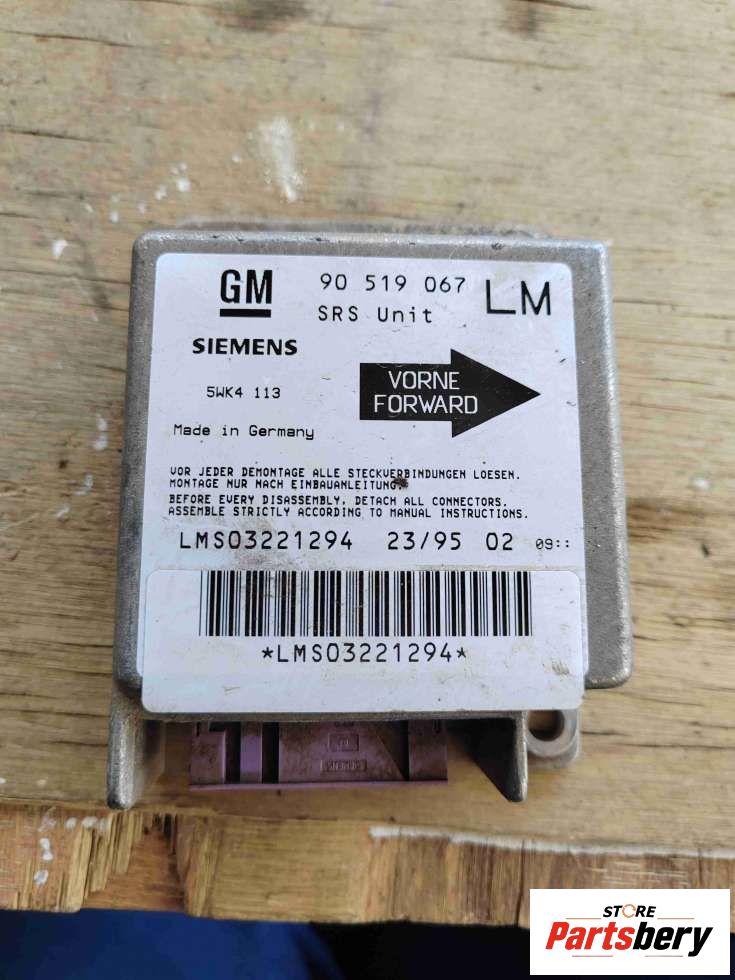 GM
90 519 067
LM
SRS Unit
SIEMENS
VORNE
FORWARD
5WK4 113
Made in Germany
VOR JEDER DEMONTAGE ALLE STECKVERBINDUNGEN LOESEN.
MONTAGE NUR NACH EINBAUANLEITUNG.
BEFORE EVERY DISASSEMBLY, DETACH ALL CONNECTORS.
ASSEMBLE STRICTLY ACCORDING TO MANUAL INSTRUCTIONS.
LMS03221294 23/95 02 09::
*LMS03221294*
STORE
Partsbery